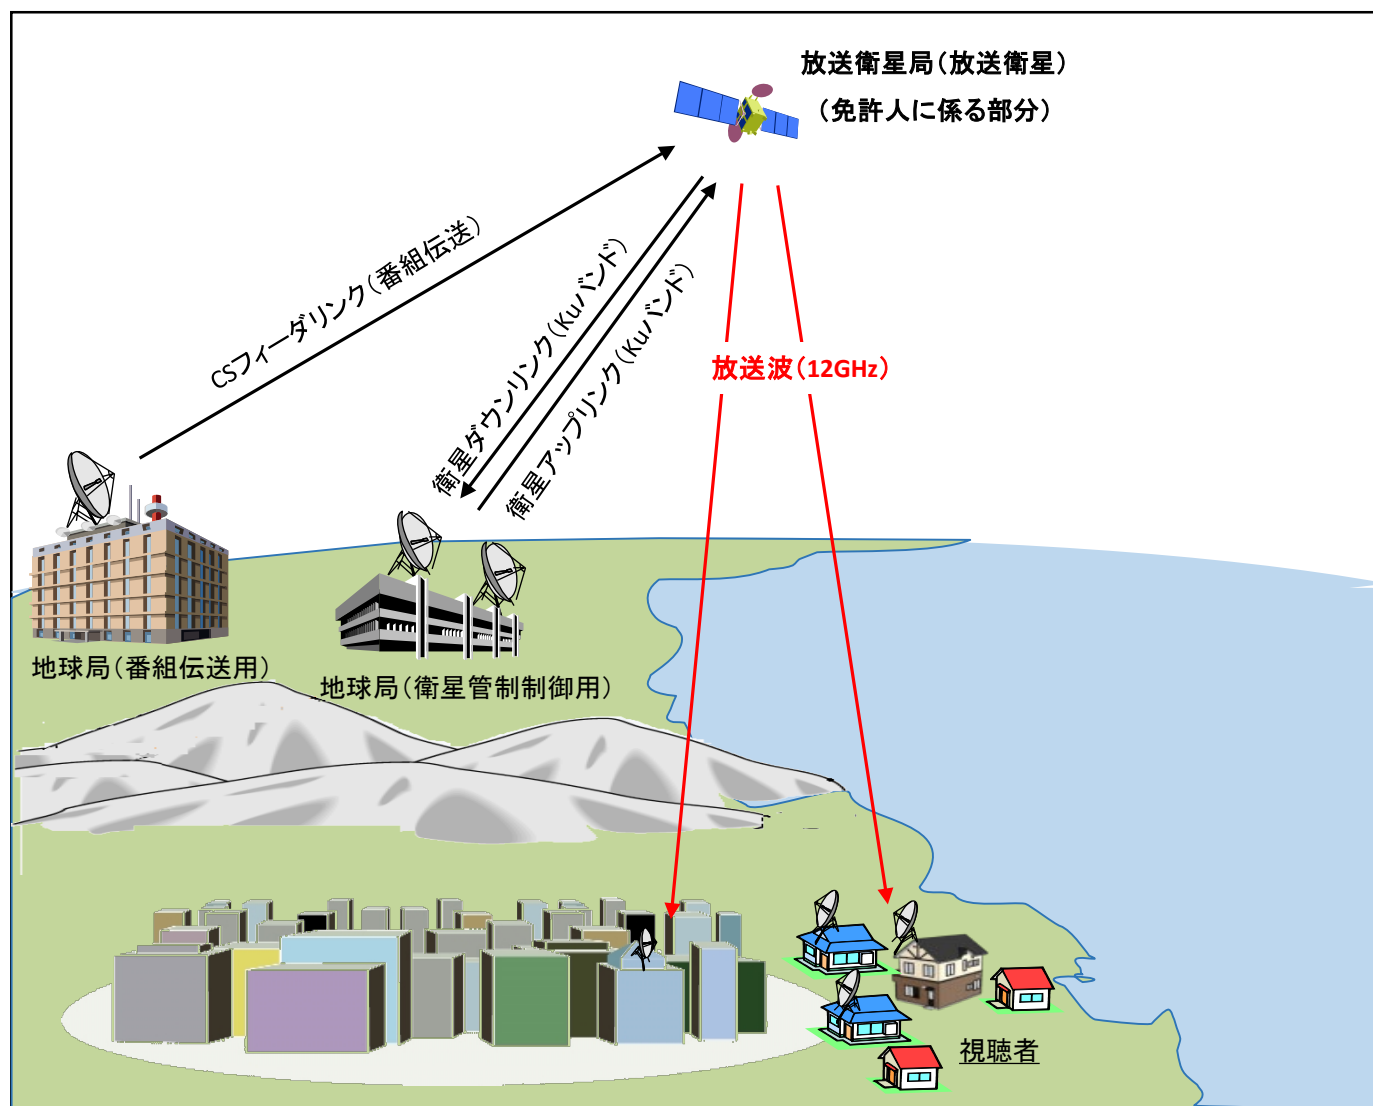 放送衛星局（放送衛星）
（免許人に係る部分）
CSフィーダリンク（番組伝送）
衛星ダウンリンク（Kuバンド）
衛星アップリンク（Kuバンド）
放送波（12GHz）
地球局（番組伝送用）
地球局（衛星管制制御用）
視聴者